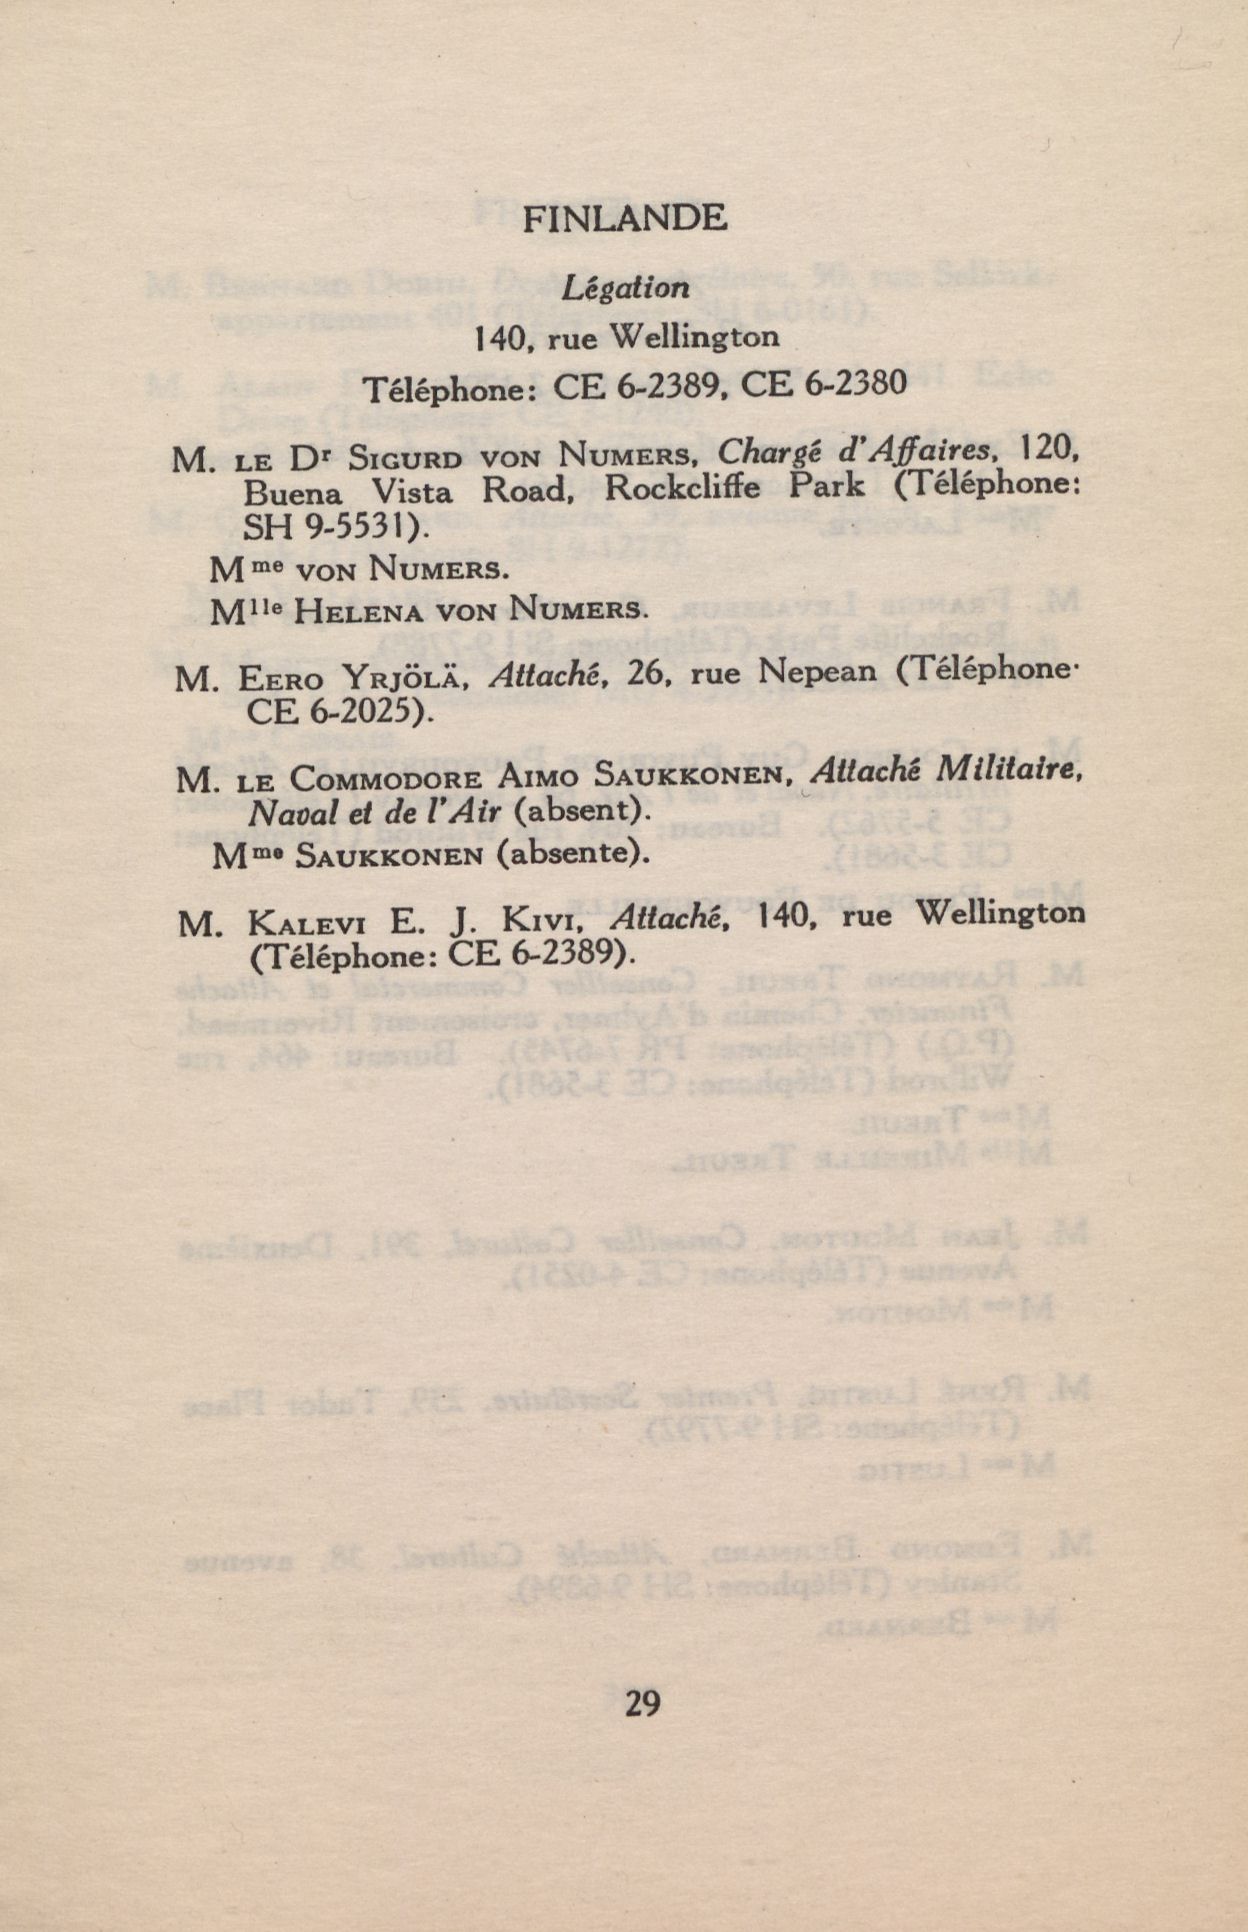 FINLANDE
Légation
140, rue Wellington
Téléphone: CE 6-2389, CE 6-2380
M. LE Dr SIGURD VON NUMERS, Chargé d'Affaires, 120,
Buena Vista Road, Rockcliffe Park (Téléphone:
SH 9-5531).
Mme VON NUMERS.
Mlle HELENA VON NUMERS.
M. EERO YRJÖLÄ, Attaché, 26, rue Nepean (Téléphone·
CE 6-2025).
M. LE COMMODORE AIMO SAUKKONEN, Attaché Militaire,
Naval et de l'Air (absent).
Mme SAUKKONEN (absente).
M. KALEVI E. J. KIVI, Attaché, 140, rue Wellington
(Téléphone: CE 6-2389).
29